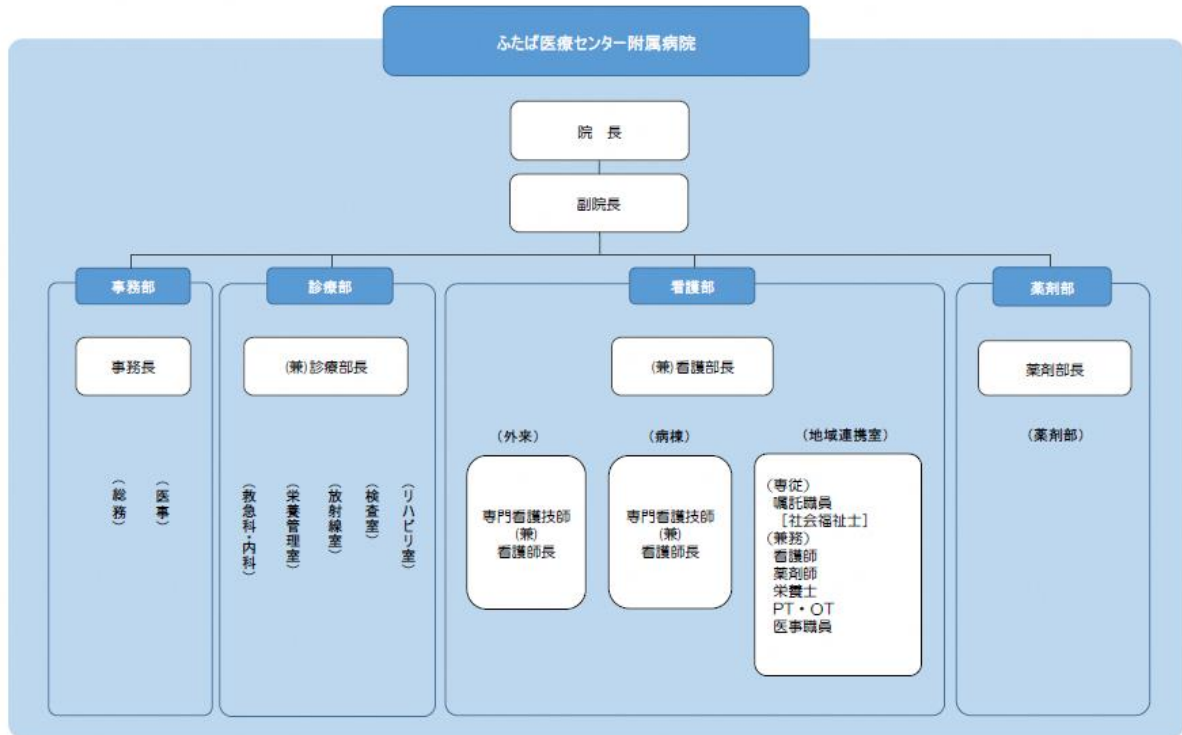 ふたば医療センター附属病院
院　長
副院長
事務部
事務長
(総務)
(医事)
診療部
(兼)診療部長
(救急科・内科)
(栄養管理室)
(放射線室)
(検査室)
(リハビリ室)
看護部
(兼)看護部長
(外来)
専門看護技師
(兼)
看護師長
(病棟)
専門看護技師
(兼)
看護師長
(地域連携室)
(専従)
嘱託職員
[社会福祉士]
(兼務)
看護師
薬剤師
栄養士
PT・OT
医事職員
薬剤部
薬剤部長
(薬剤部)